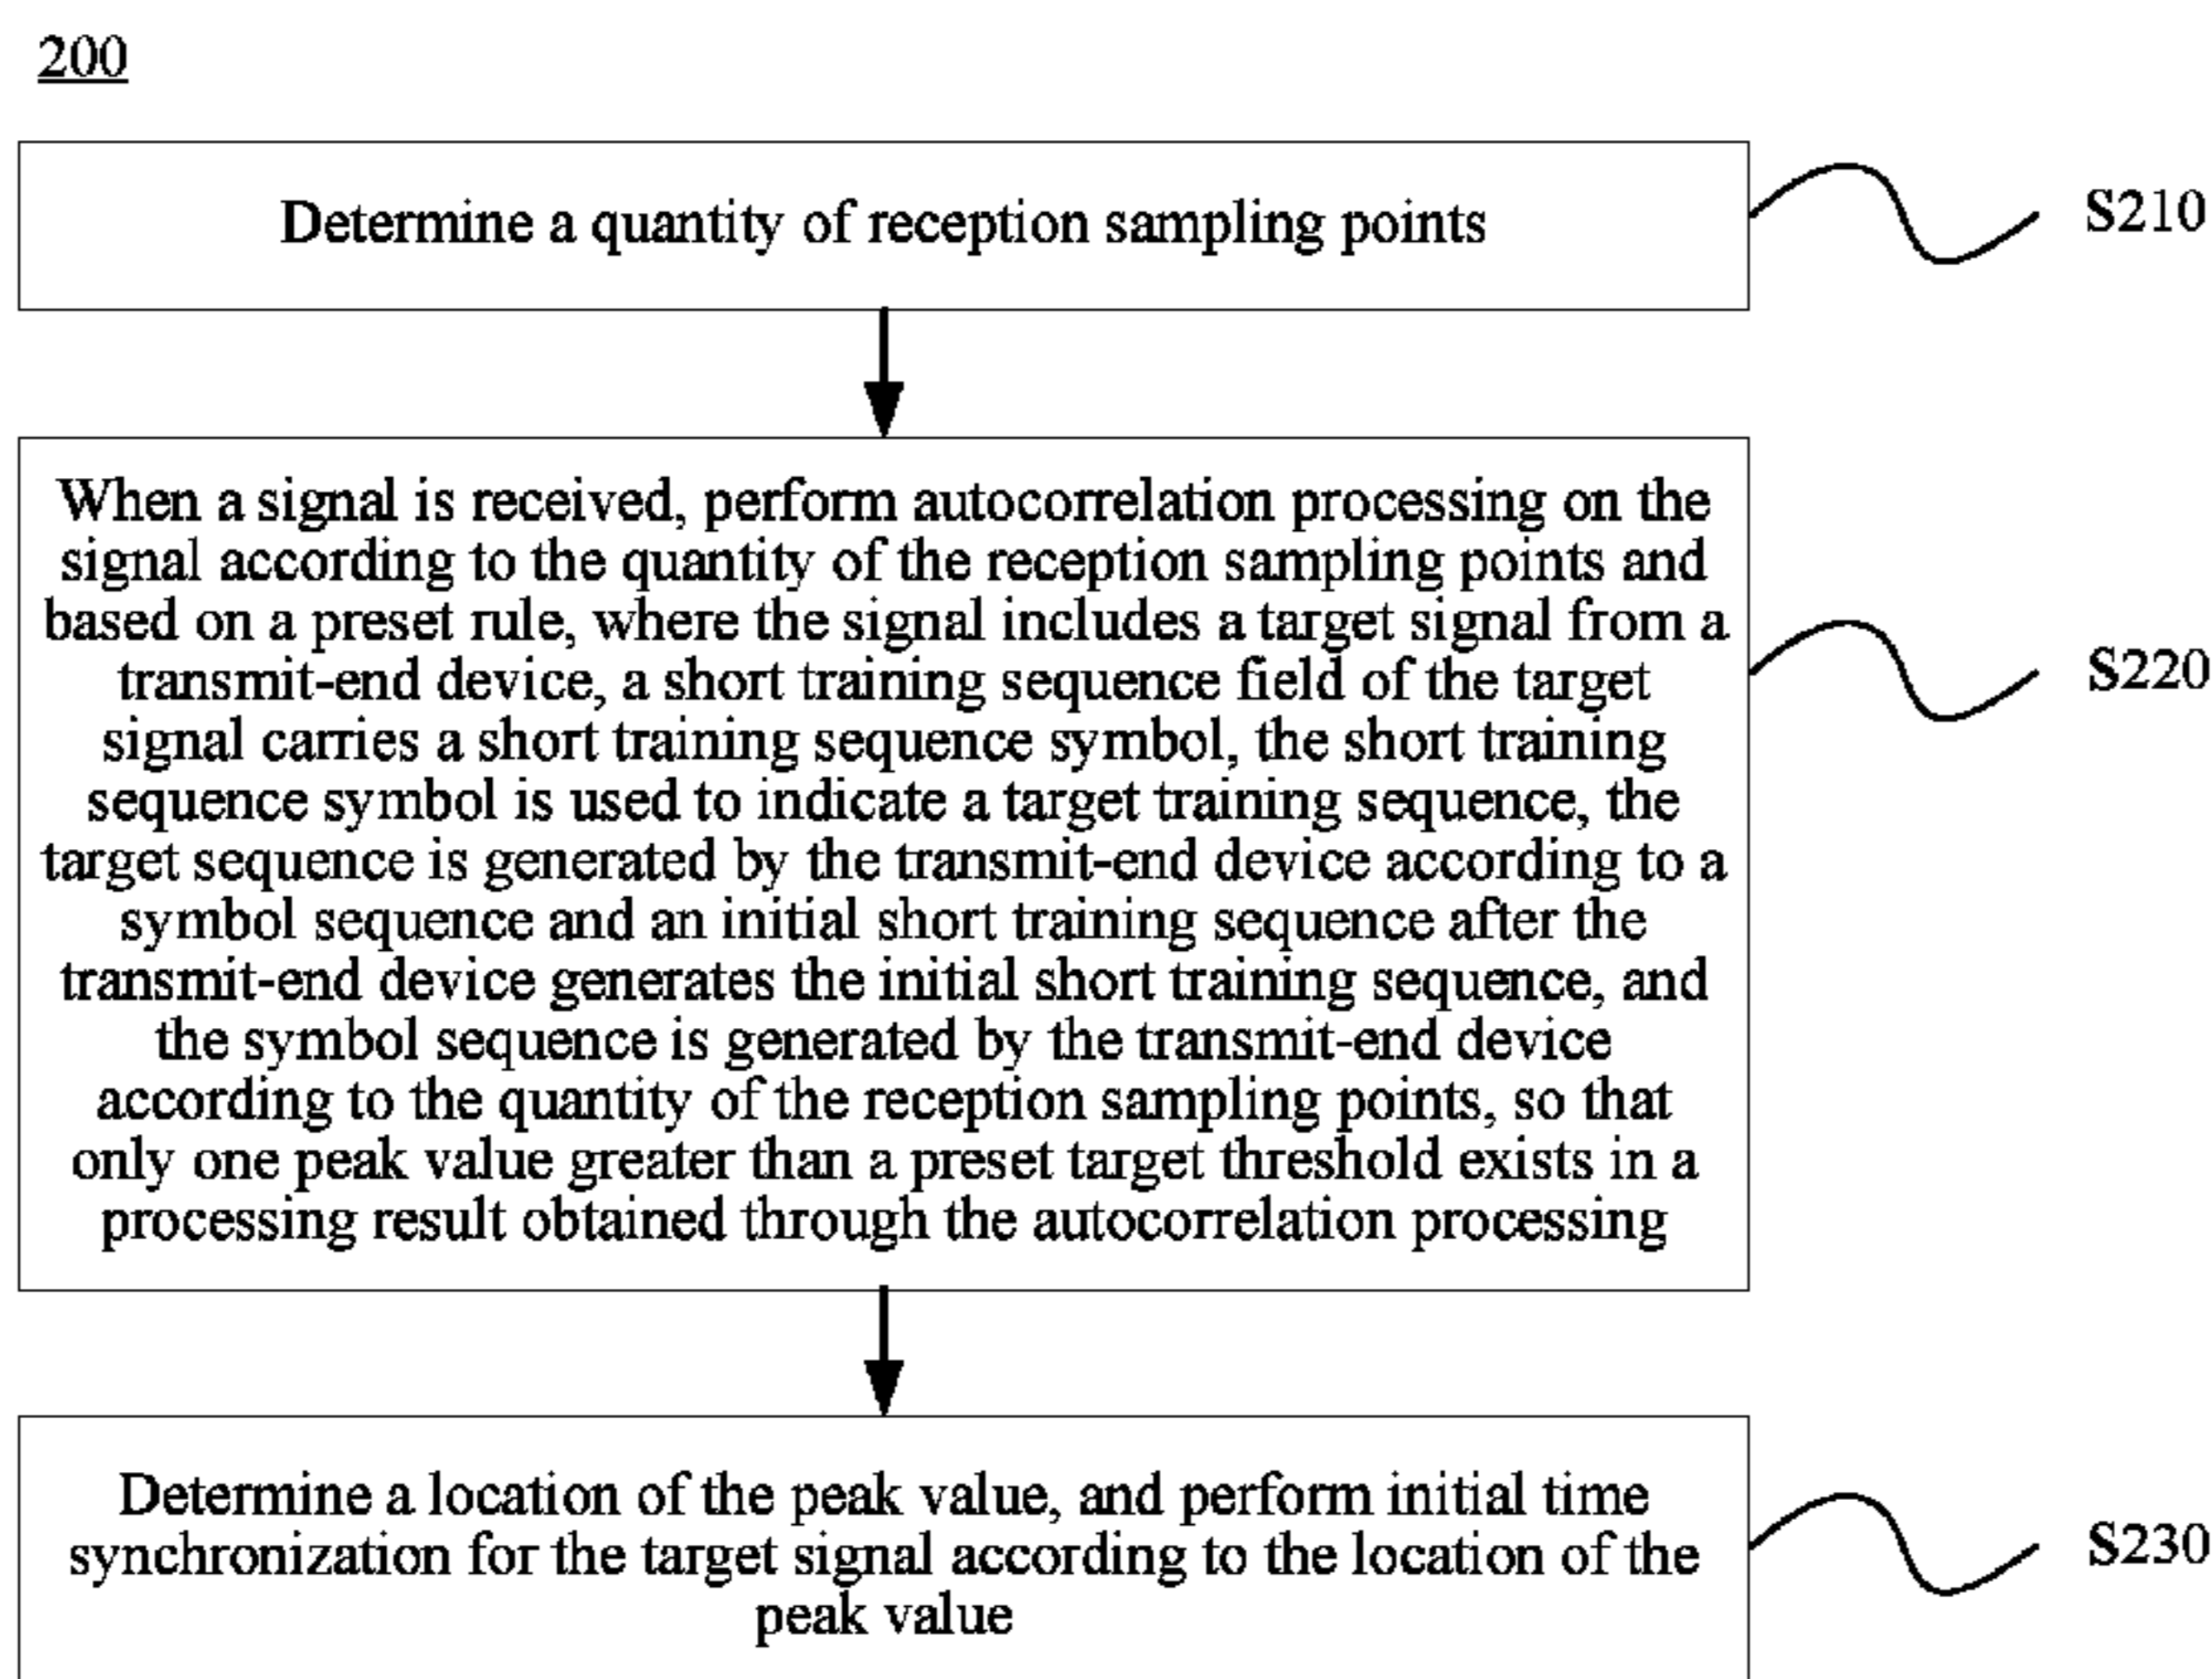 200
Determine a quantity of reception sampling points
S210
When a signal is received, perform autocorrelation processing on the
signal according to the quantity of the reception sampling points and
based on a preset rule, where the signal includes a target signal from a
transmit-end device, a short training sequence field of the target
signal carries a short training sequence symbol, the short training
sequence symbol is used to indicate a target training sequence, the
target sequence is generated by the transmit-end device according to a
symbol sequence and an initial short training sequence after the
transmit-end device generates the initial short training sequence, and
the symbol sequence is generated by the transmit-end device
according to the quantity of the reception sampling points, so that
only one peak value greater than a preset target threshold exists in a
processing result obtained through the autocorrelation processing
S220
Determine a location of the peak value, and perform initial time
synchronization for the target signal according to the location of the
peak value
S230